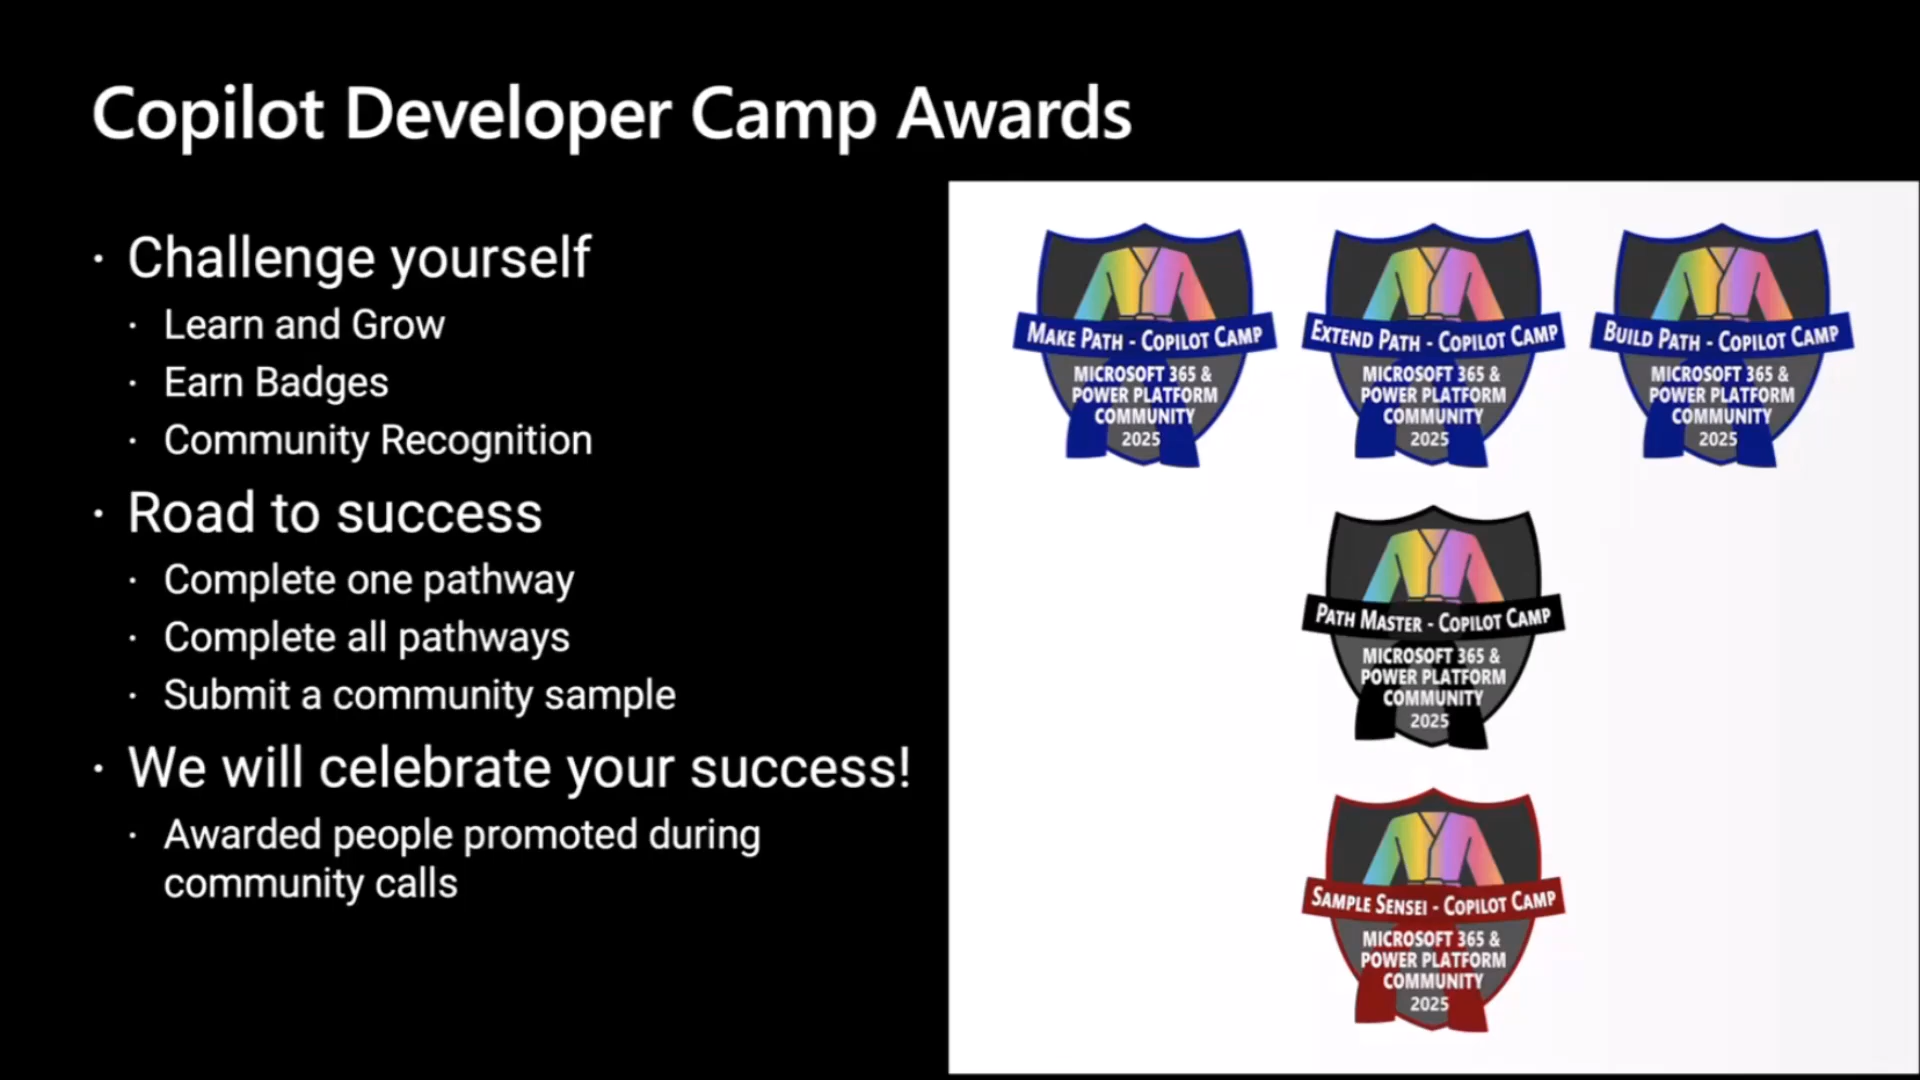 Copilot Developer Camp Awards
• Challenge yourself
• Learn and Grow
• Earn Badges
• Community Recognition
• Road to success
• Complete one pathway
• Complete all pathways
• Submit a community sample
• We will celebrate your success!
• Awarded people promoted during
community calls
MAKE PATH - COPILOT CAMP
MICROSOFT 365 &
POWER PLATFORM
COMMUNITY
2025
EXTEND PATH - COPILOT CAMP
MICROSOFT 365 &
POWER PLATFORM
COMMUNITY
2025
BUILD PATH - COPILOT CAMP
MICROSOFT 365 &
POWER PLATFORM
COMMUNITY
2025
PATH MASTER - COPILOT CAMP
MICROSOFT 365 &
POWER PLATFORM
COMMUNITY
2025
SAMPLE SENSEI - COPILOT CAMP
MICROSOFT 365 &
POWER PLATFORM
COMMUNITY
2025